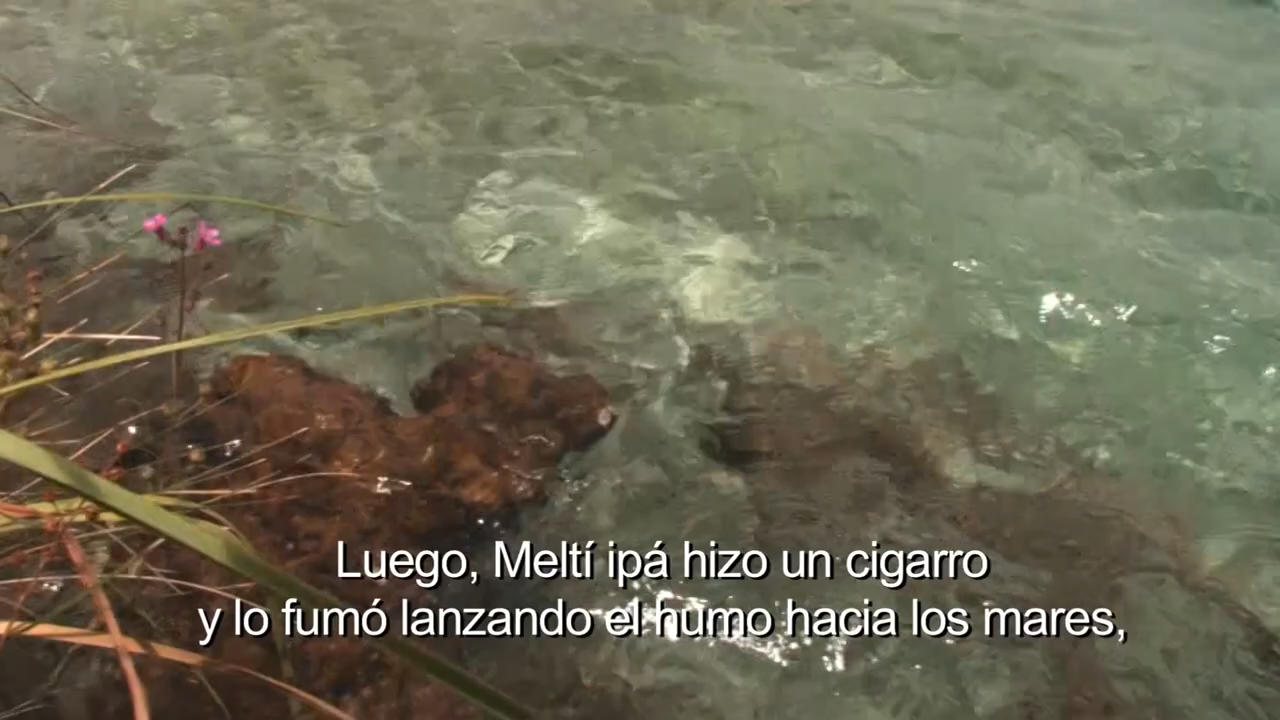 Luego, Meltí ipá hizo un cigarro
y lo fumó lanzando el humo hacia los mares,